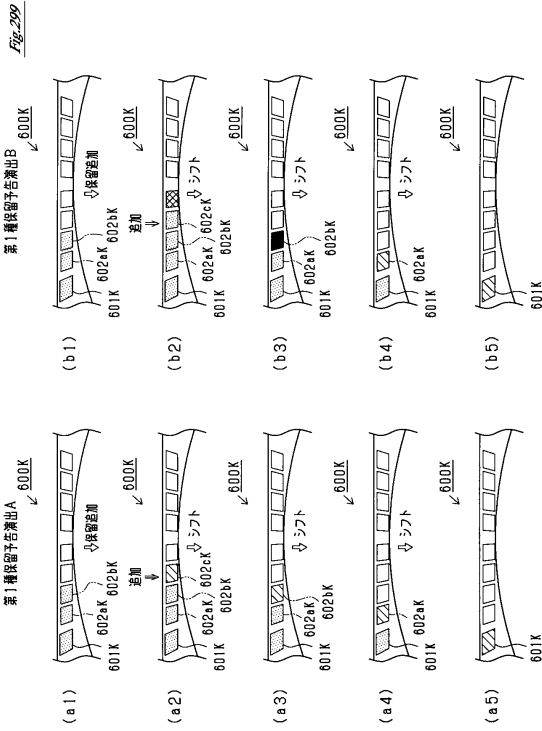 Fig.299
第1種保留予告演出A
(a1)
600K
601K
602aK
602bK
保留追加
(a2)
600K
追加
601K
602aK
602bK
602cK
シフト
(a3)
600K
601K
602aK
602bK
シフト
(a4)
600K
601K
602aK
シフト
(a5)
600K
601K
第1種保留予告演出B
(b1)
600K
601K
602aK
602bK
保留追加
(b2)
600K
追加
601K
602aK
602bK
602cK
シフト
(b3)
600K
601K
602aK
602bK
シフト
(b4)
600K
601K
602aK
シフト
(b5)
600K
601K